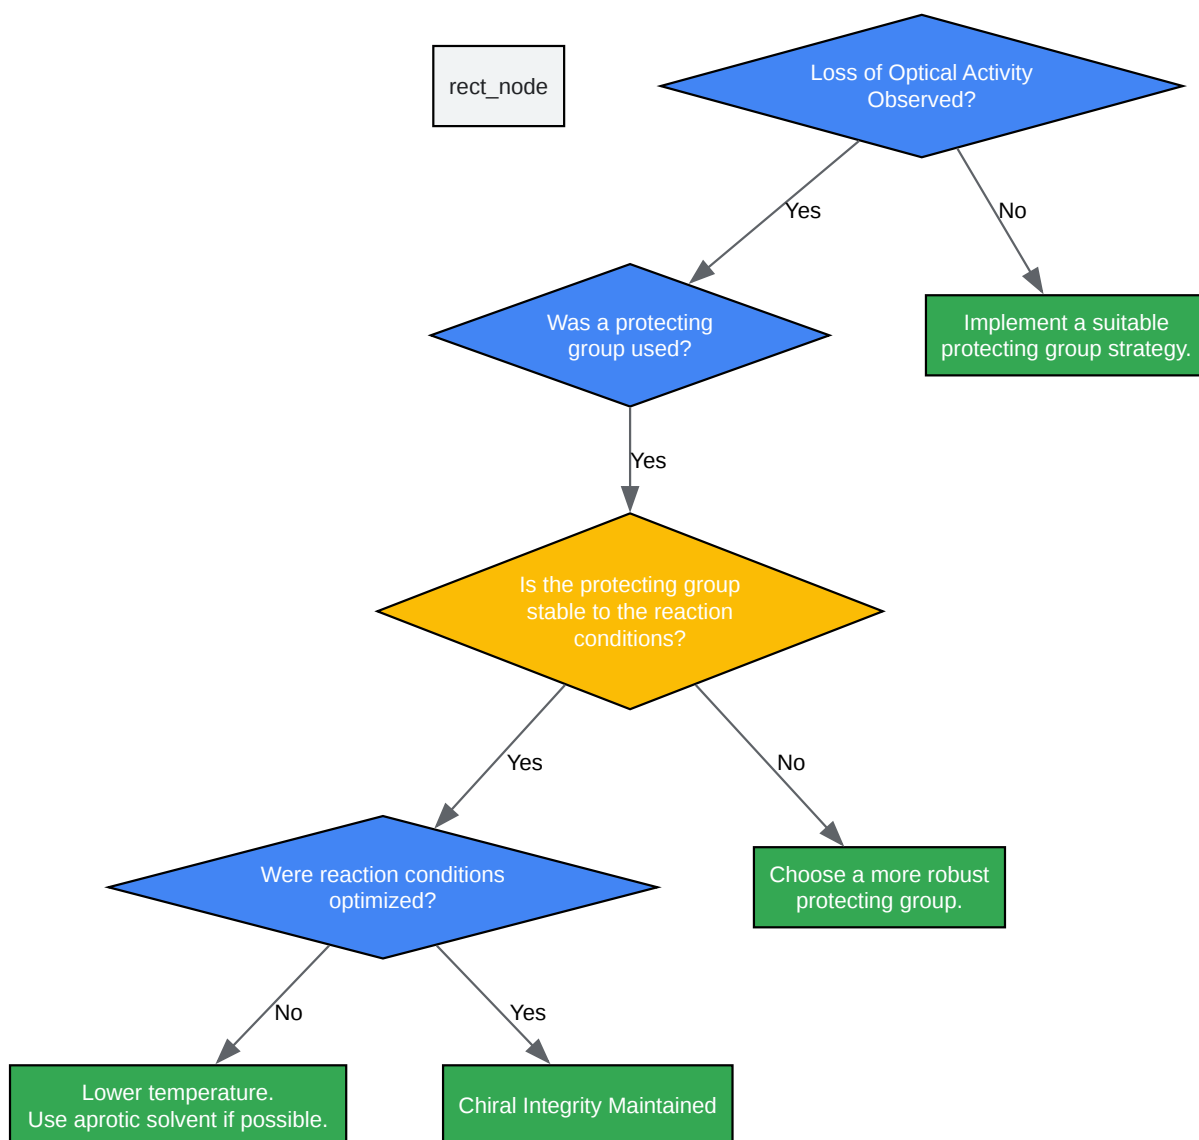 rect_node
Loss of Optical Activity
Observed?
Yes
No
Was a protecting
group used?
Implement a suitable
protecting group strategy.
Yes
Is the protecting group
stable to the reaction
conditions?
Yes
No
Were reaction conditions
optimized?
Choose a more robust
protecting group.
No
Yes
Lower temperature.
Use aprotic solvent if possible.
Chiral Integrity Maintained